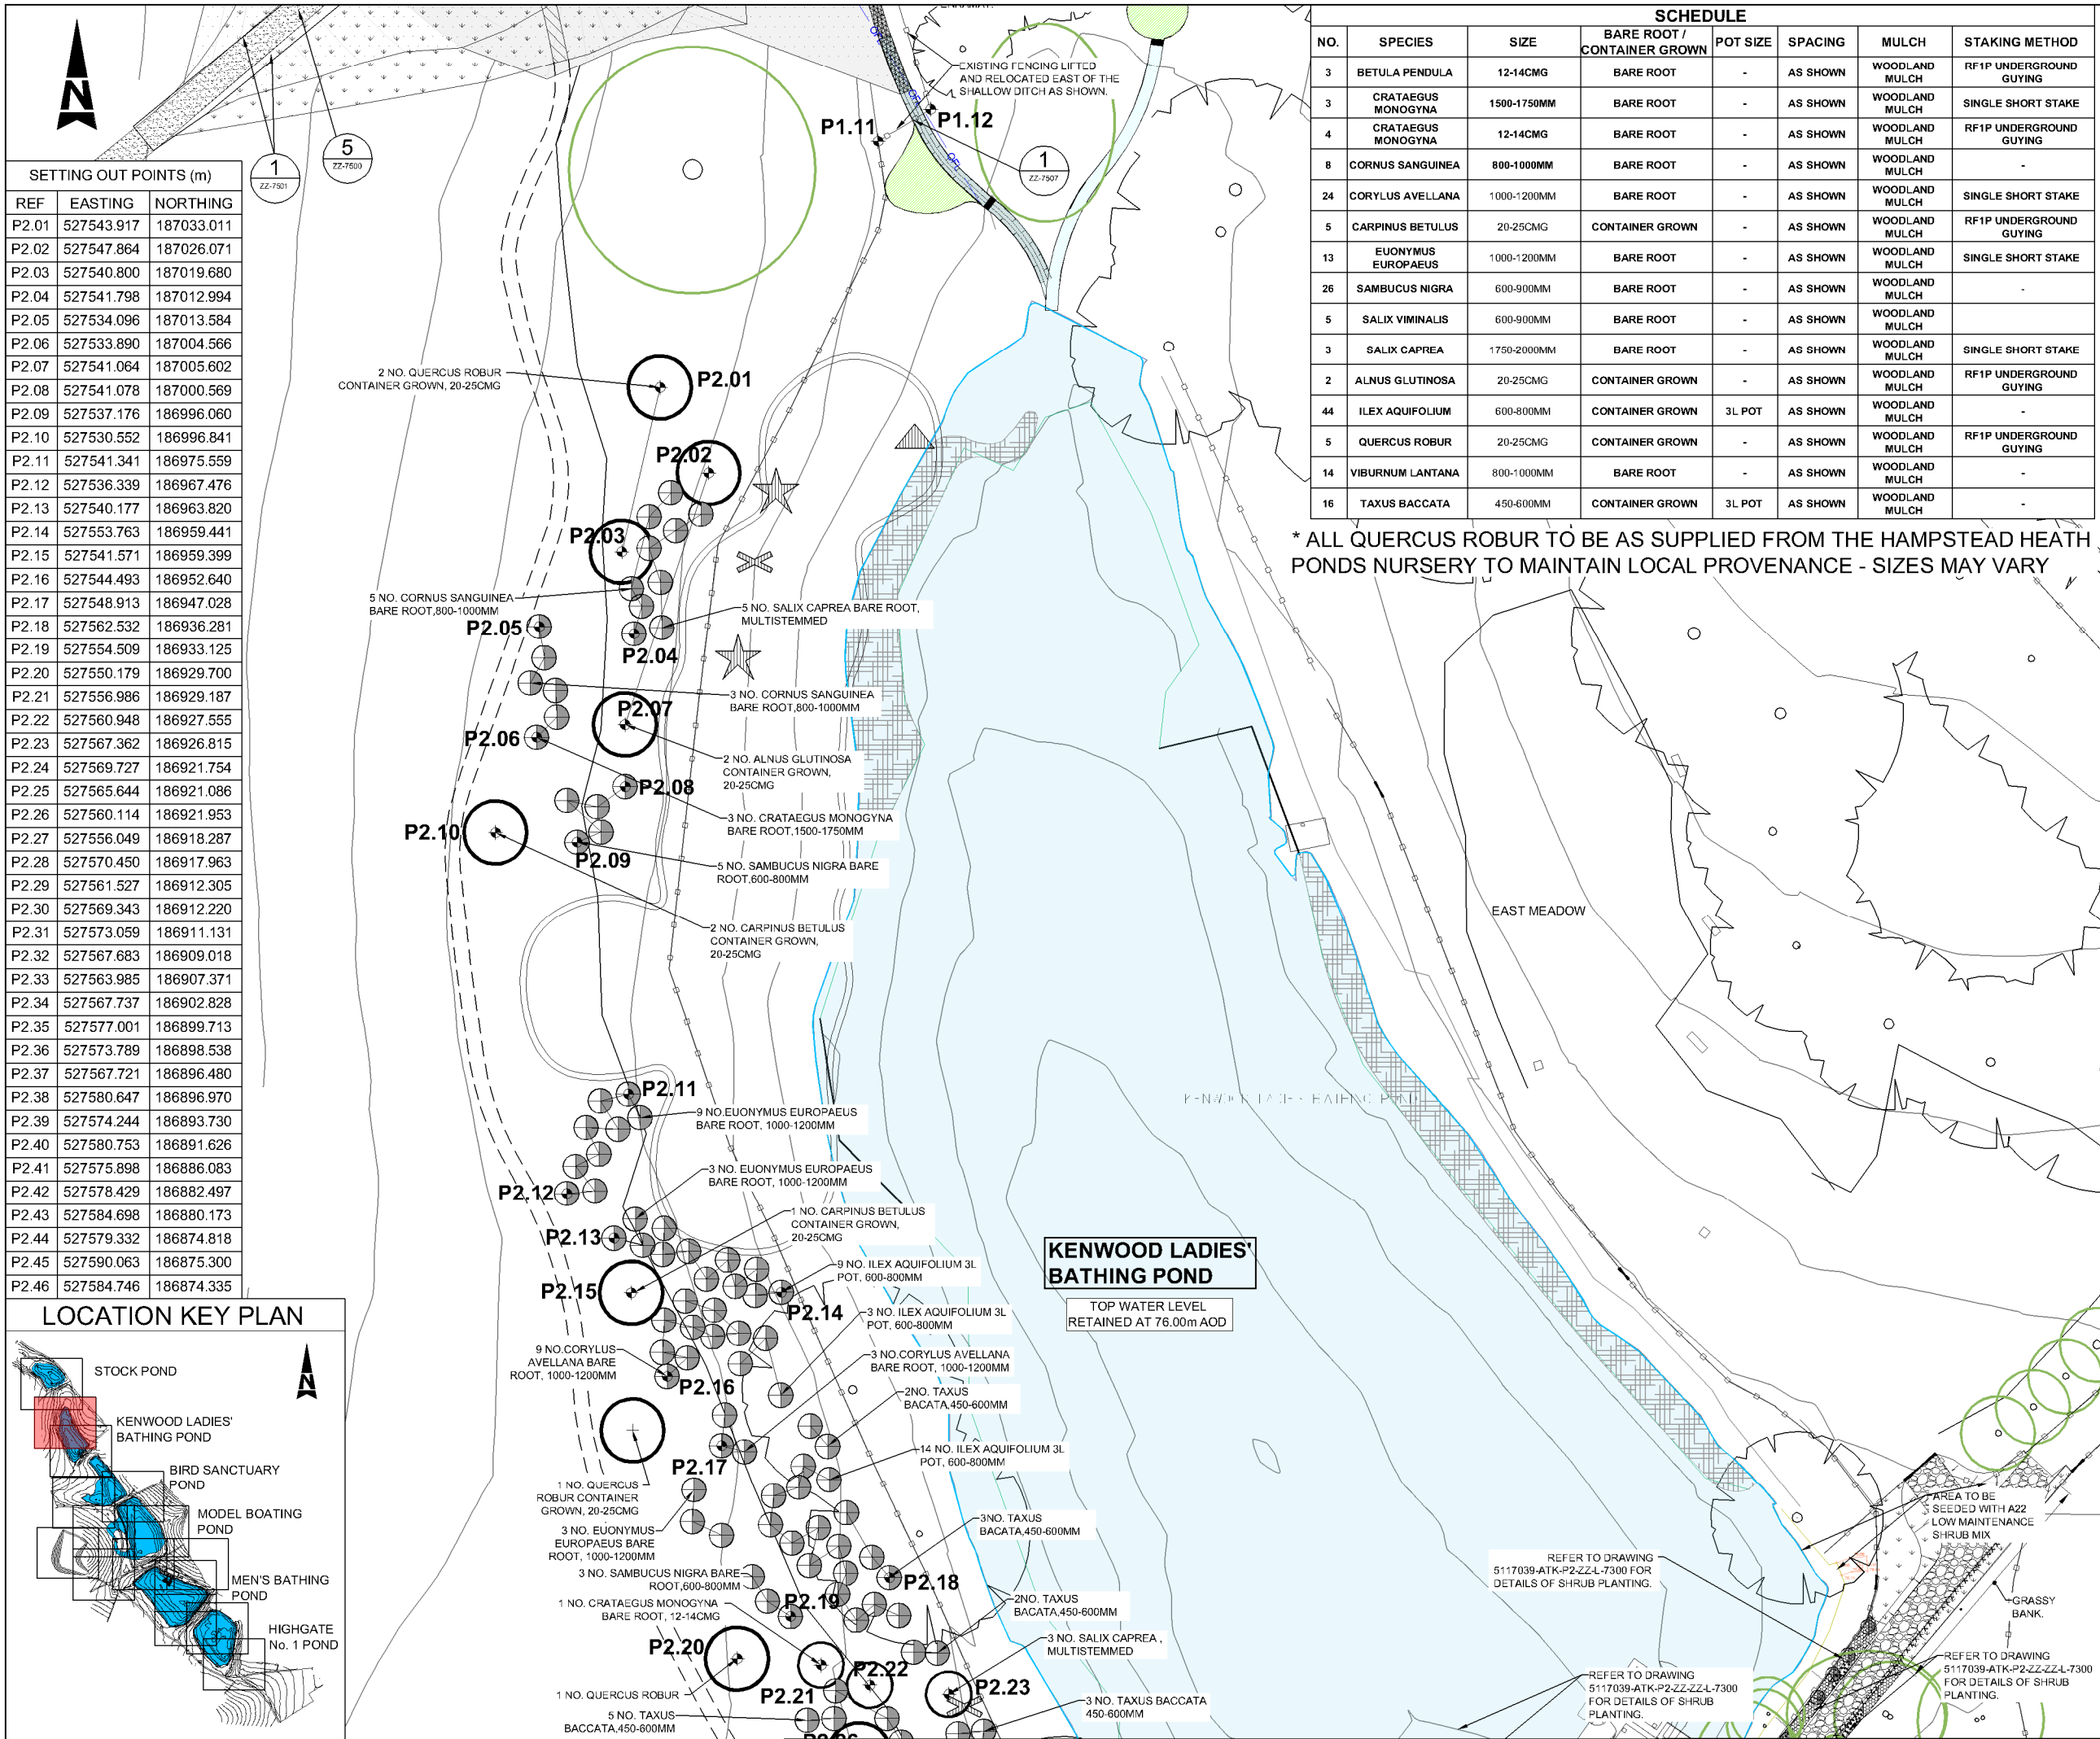 N
1
ZZ-7501
5
ZZ-7500
EXISTING FENCING LIFTED
AND RELOCATED EAST OF THE
SHALLOW DITCH AS SHOWN.
P1.11
P1.12
1
ZZ-7507
SCHEDULE
NO. SPECIES SIZE BARE ROOT / CONTAINER GROWN POT SIZE SPACING MULCH STAKING METHOD
3 BETULA PENDULA 12-14CMG BARE ROOT - AS SHOWN WOODLAND MULCH RF1P UNDERGROUND GUYING
3 CRATAEGUS MONOGYNA 1500-1750MM BARE ROOT - AS SHOWN WOODLAND MULCH SINGLE SHORT STAKE
4 CRATAEGUS MONOGYNA 12-14CMG BARE ROOT - AS SHOWN WOODLAND MULCH RF1P UNDERGROUND GUYING
8 CORNUS SANGUINEA 800-1000MM BARE ROOT - AS SHOWN WOODLAND MULCH -
24 CORYLUS AVELLANA 1000-1200MM BARE ROOT - AS SHOWN WOODLAND MULCH SINGLE SHORT STAKE
5 CARPINUS BETULUS 20-25CMG CONTAINER GROWN - AS SHOWN WOODLAND MULCH RF1P UNDERGROUND GUYING
13 EUONYMUS EUROPAEUS 1000-1200MM BARE ROOT - AS SHOWN WOODLAND MULCH SINGLE SHORT STAKE
26 SAMBUCUS NIGRA 600-900MM BARE ROOT - AS SHOWN WOODLAND MULCH -
5 SALIX VIMINALIS 600-900MM BARE ROOT - AS SHOWN WOODLAND MULCH
3 SALIX CAPREA 1750-2000MM BARE ROOT - AS SHOWN WOODLAND MULCH SINGLE SHORT STAKE
2 ALNUS GLUTINOSA 20-25CMG CONTAINER GROWN - AS SHOWN WOODLAND MULCH RF1P UNDERGROUND GUYING
44 ILEX AQUIFOLIUM 600-800MM CONTAINER GROWN 3L POT AS SHOWN WOODLAND MULCH -
5 QUERCUS ROBUR 20-25CMG CONTAINER GROWN - AS SHOWN WOODLAND MULCH RF1P UNDERGROUND GUYING
14 VIBURNUM LANTANA 800-1000MM BARE ROOT - AS SHOWN WOODLAND MULCH -
16 TAXUS BACCATA 450-600MM CONTAINER GROWN 3L POT AS SHOWN WOODLAND MULCH -
* ALL QUERCUS ROBUR TO BE AS SUPPLIED FROM THE HAMPSTEAD HEATH
PONDS NURSERY TO MAINTAIN LOCAL PROVENANCE - SIZES MAY VARY
SETTING OUT POINTS (m)
REF EASTING NORTHING
P2.01 527543.917 187033.011
P2.02 527547.864 187026.071
P2.03 527540.800 187019.680
P2.04 527541.798 187012.994
P2.05 527534.096 187013.584
P2.06 527533.890 187004.566
P2.07 527541.064 187005.602
P2.08 527541.078 187000.569
P2.09 527537.176 186996.060
P2.10 527530.552 186996.841
P2.11 527541.341 186975.559
P2.12 527536.339 186967.476
P2.13 527540.177 186963.820
P2.14 527553.763 186959.441
P2.15 527541.571 186959.399
P2.16 527544.493 186952.640
P2.17 527548.913 186947.028
P2.18 527562.532 186936.281
P2.19 527554.509 186933.125
P2.20 527550.179 186929.700
P2.21 527556.986 186929.187
P2.22 527560.948 186927.555
P2.23 527567.362 186926.815
P2.24 527569.727 186921.754
P2.25 527565.644 186921.086
P2.26 527560.114 186921.953
P2.27 527556.049 186918.287
P2.28 527570.450 186917.963
P2.29 527561.527 186912.305
P2.30 527569.343 186912.220
P2.31 527573.059 186911.131
P2.32 527567.683 186909.018
P2.33 527563.985 186907.371
P2.34 527567.737 186902.828
P2.35 527577.001 186899.713
P2.36 527573.789 186898.538
P2.37 527567.721 186896.480
P2.38 527580.647 186896.970
P2.39 527574.244 186893.730
P2.40 527580.753 186891.626
P2.41 527575.898 186886.083
P2.42 527578.429 186882.497
P2.43 527584.698 186880.173
P2.44 527579.332 186874.818
P2.45 527590.063 186875.300
P2.46 527584.746 186874.335
2 NO. QUERCUS ROBUR
CONTAINER GROWN, 20-25CMG
P2.01
P2.02
P2.03
5 NO. CORNUS SANGUINEA
BARE ROOT,800-1000MM
P2.05
5 NO. SALIX CAPREA BARE ROOT,
MULTISTEMMED
P2.04
3 NO. CORNUS SANGUINEA
BARE ROOT,800-1000MM
P2.07
P2.06
2 NO. ALNUS GLUTINOSA
CONTAINER GROWN,
20-25CMG
P2.08
3 NO. CRATAEGUS MONOGYNA
BARE ROOT,1500-1750MM
P2.10
P2.09
5 NO. SAMBUCUS NIGRA BARE
ROOT,600-800MM
2 NO. CARPINUS BETULUS
CONTAINER GROWN,
20-25CMG
EAST MEADOW
P2.11
9 NO.EUONYMUS EUROPAEUS
BARE ROOT, 1000-1200MM
3 NO. EUONYMUS EUROPAEUS
BARE ROOT, 1000-1200MM
P2.12
1 NO. CARPINUS BETULUS
CONTAINER GROWN,
20-25CMG
P2.13
9 NO. ILEX AQUIFOLIUM 3L
POT, 600-800MM
P2.15
P2.14
3 NO. ILEX AQUIFOLIUM 3L
POT, 600-800MM
9 NO.CORYLUS
AVELLANA BARE
ROOT, 1000-1200MM
3 NO.CORYLUS AVELLANA
BARE ROOT, 1000-1200MM
P2.16
2NO. TAXUS
BACATA,450-600MM
14 NO. ILEX AQUIFOLIUM 3L
POT, 600-800MM
P2.17
1 NO. QUERCUS
ROBUR CONTAINER
GROWN, 20-25CMG
3 NO. EUONYMUS
EUROPAEUS BARE
ROOT, 1000-1200MM
3NO. TAXUS
BACATA,450-600MM
3 NO. SAMBUCUS NIGRA BARE
ROOT,600-800MM
P2.18
P2.19
1 NO. CRATAEGUS MONOGYNA
BARE ROOT, 12-14CMG
2NO. TAXUS
BACATA,450-600MM
P2.20
3 NO. SALIX CAPREA ,
MULTISTEMMED
P2.22
P2.21
P2.23
1 NO. QUERCUS ROBUR
3 NO. TAXUS BACCATA
450-600MM
5 NO. TAXUS
BACCATA,450-600MM
KENWOOD LADIES'
BATHING POND
TOP WATER LEVEL
RETAINED AT 76.00m AOD
AREA TO BE
SEEDED WITH A22
LOW MAINTENANCE
SHRUB MIX
REFER TO DRAWING
5117039-ATK-P2-ZZ-L-7300 FOR
DETAILS OF SHRUB PLANTING.
GRASSY
BANK.
REFER TO DRAWING
5117039-ATK-P2-ZZ-ZZ-L-7300
FOR DETAILS OF SHRUB
PLANTING.
REFER TO DRAWING
5117039-ATK-P2-ZZ-ZZ-L-7300
FOR DETAILS OF SHRUB
PLANTING.
LOCATION KEY PLAN
N
STOCK POND
KENWOOD LADIES'
BATHING POND
BIRD SANCTUARY
POND
MODEL BOATING
POND
MEN'S BATHING
POND
HIGHGATE
No. 1 POND